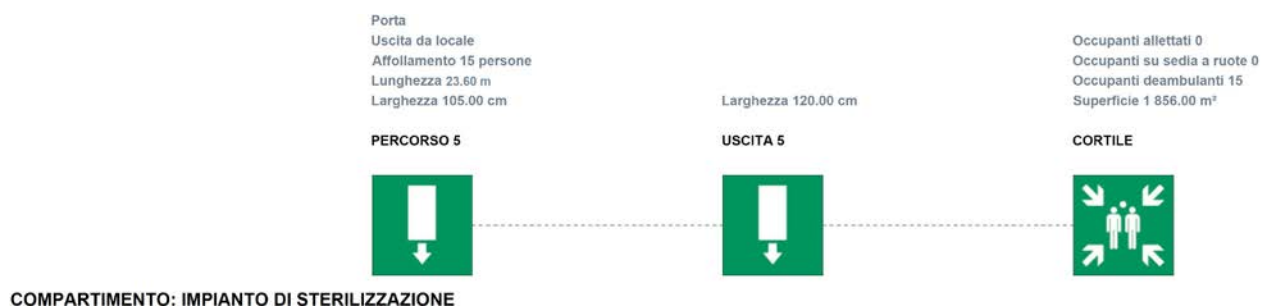 Porta
Uscita da locale
Affollamento 15 persone
Lunghezza 23.60 m
Larghezza 105.00 cm
PERCORSO 5
Larghezza 120.00 cm
USCITA 5
Occupanti allettati 0
Occupanti su sedia a ruote 0
Occupanti deambulanti 15
Superficie 1 856.00 m²
CORTILE
COMPARTIMENTO: IMPIANTO DI STERILIZZAZIONE